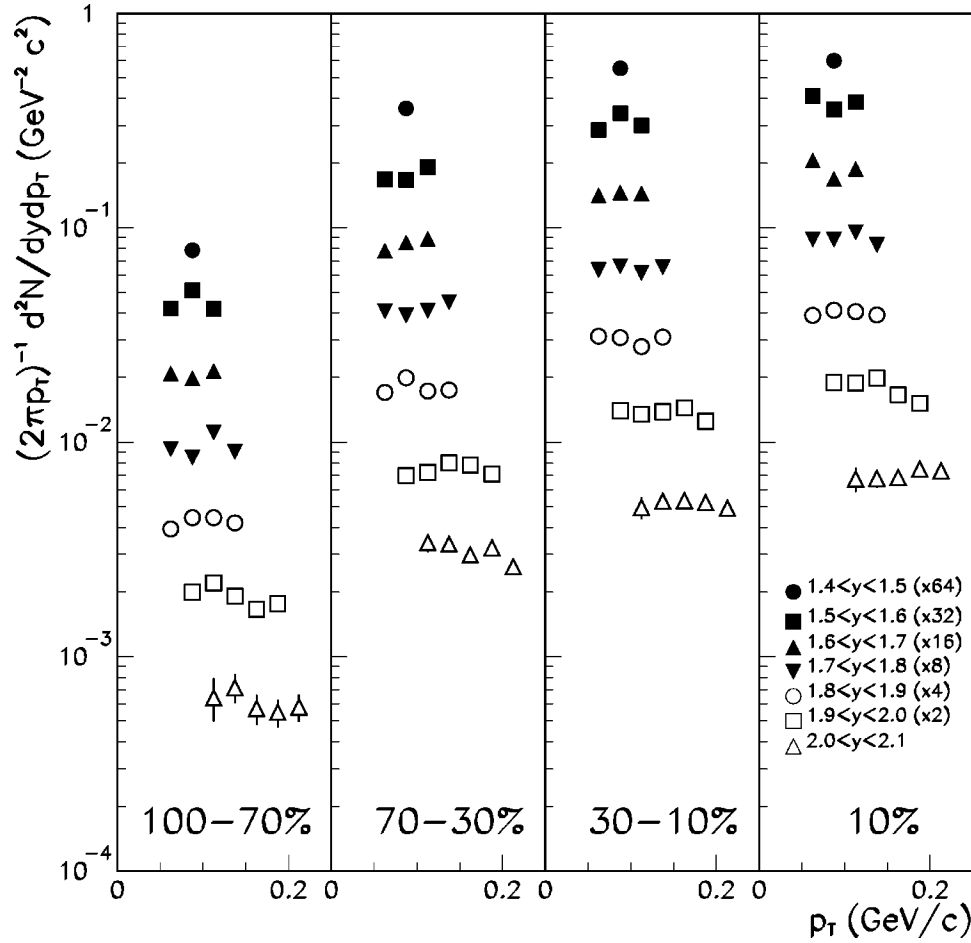 ((2πp_T)⁻¹ d²N/dydp_T (GeV⁻² c²)
1
10⁻¹
10⁻²
10⁻³
10⁻⁴
1.4<y<1.5 (x64)
1.5<y<1.6 (x32)
1.6<y<1.7 (x16)
1.7<y<1.8 (x8)
1.8<y<1.9 (x4)
1.9<y<2.0 (x2)
2.0<y<2.1
100-70% 70-30% 30-10% 10%
0 0.2 0 0.2 0 0.2 0 0.2
p_T (GeV/c)